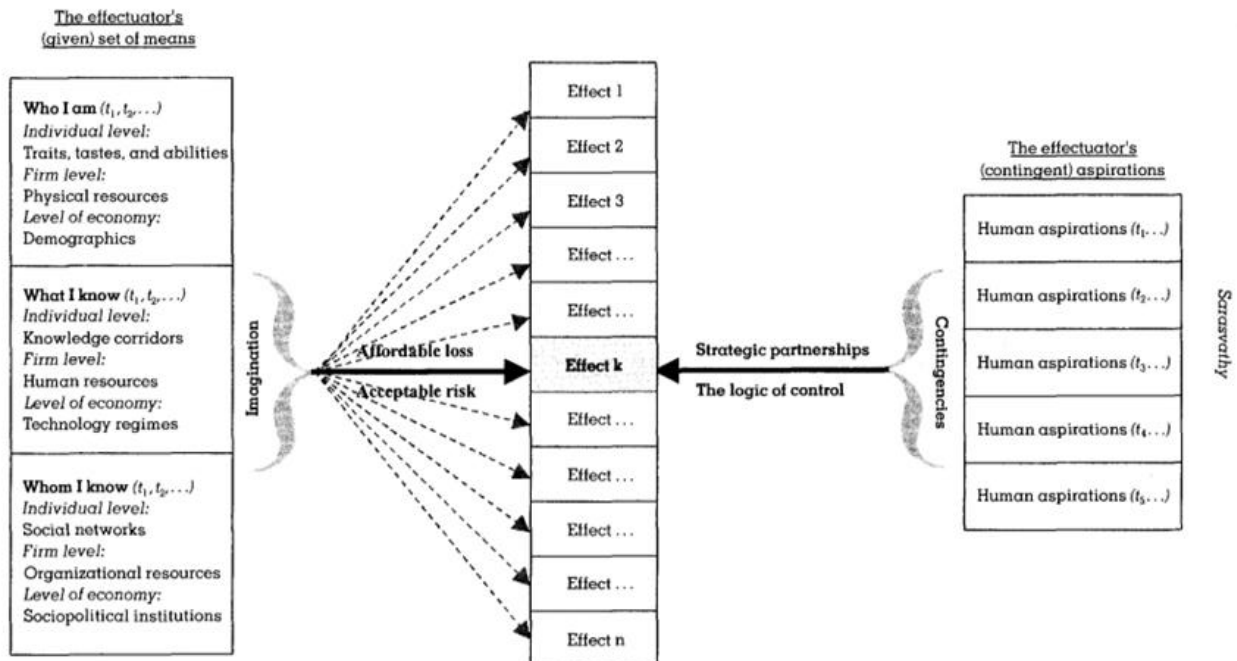 The effectuator's
(given) set of means
Who I am (t₁, t₂,...)
Individual level:
Traits, tastes, and abilities
Firm level:
Physical resources
Level of economy:
Demographics
What I know (t₁, t₂,...)
Individual level:
Knowledge corridors
Firm level:
Human resources
Level of economy:
Technology regimes
Whom I know (t₁, t₂,...)
Individual level:
Social networks
Firm level:
Organizational resources
Level of economy:
Sociopolitical institutions
Imagination
Affordable loss
Acceptable risk
Effect 1
Effect 2
Effect 3
Effect ...
Effect ...
Effect k
Effect ...
Effect ...
Effect ...
Effect ...
Effect n
Strategic partnerships
The logic of control
Contingencies
The effectuator's
(contingent) aspirations
Human aspirations (t₁...)
Human aspirations (t₂...)
Human aspirations (t₃...)
Human aspirations (t₄...)
Human aspirations (t₅...)
Sarasvathy